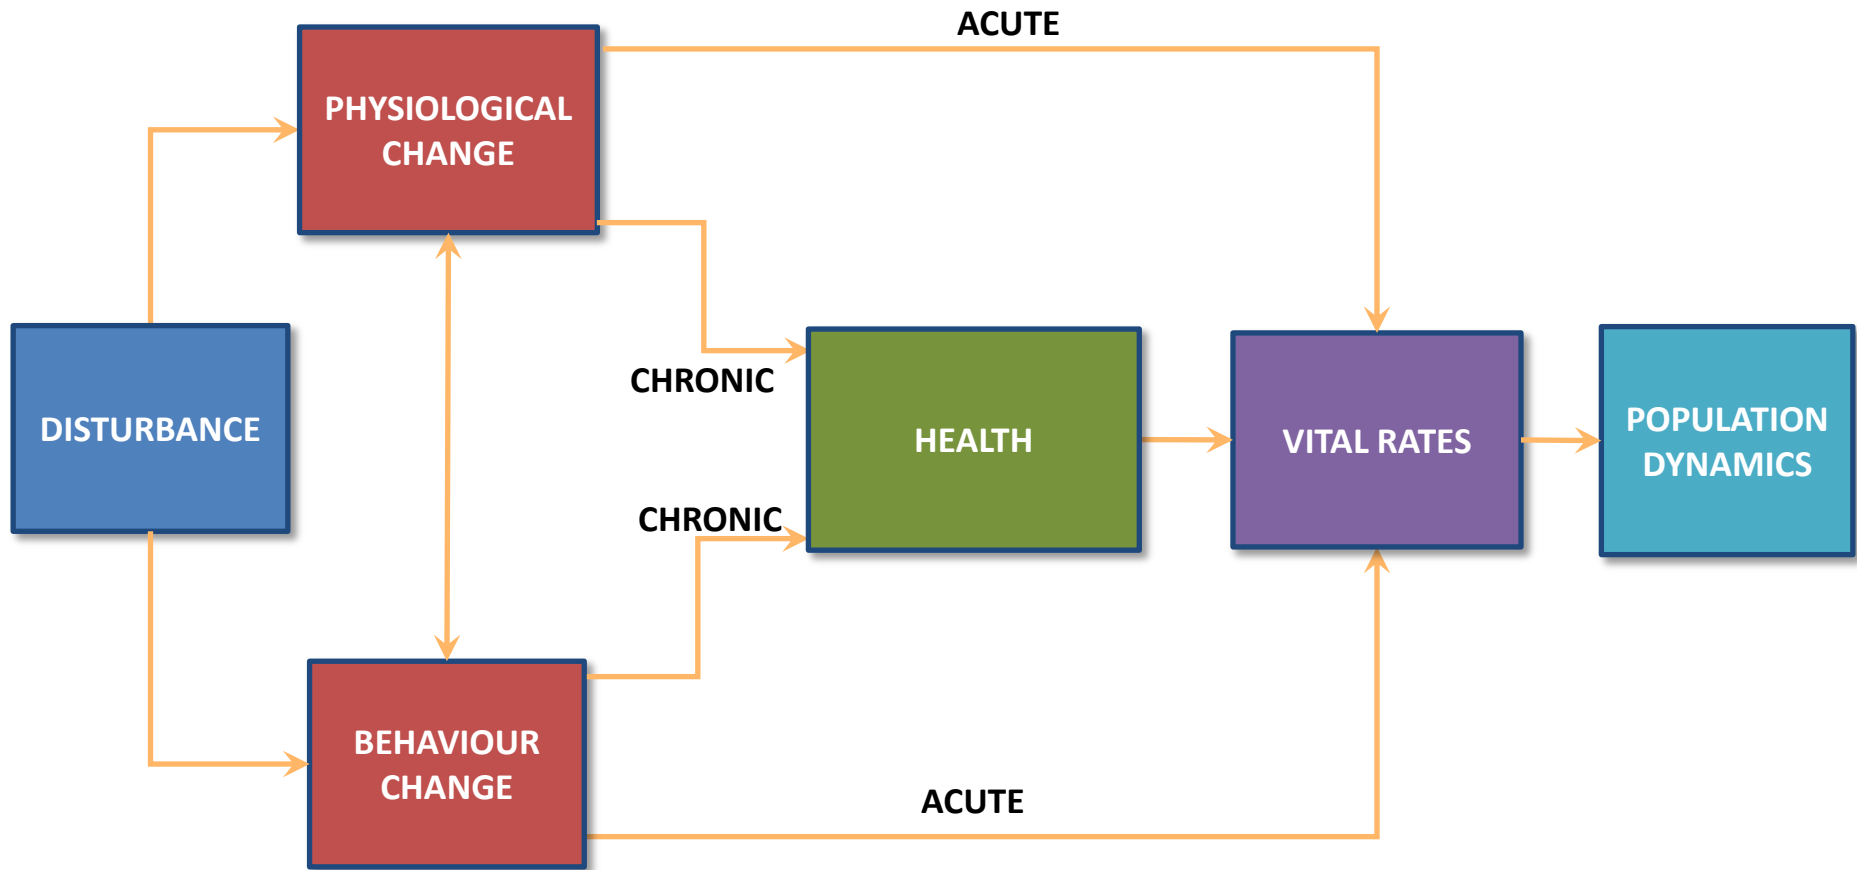 ACUTE
PHYSIOLOGICAL
CHANGE
CHRONIC
DISTURBANCE
HEALTH
VITAL RATES
POPULATION
DYNAMICS
CHRONIC
BEHAVIOUR
CHANGE
ACUTE